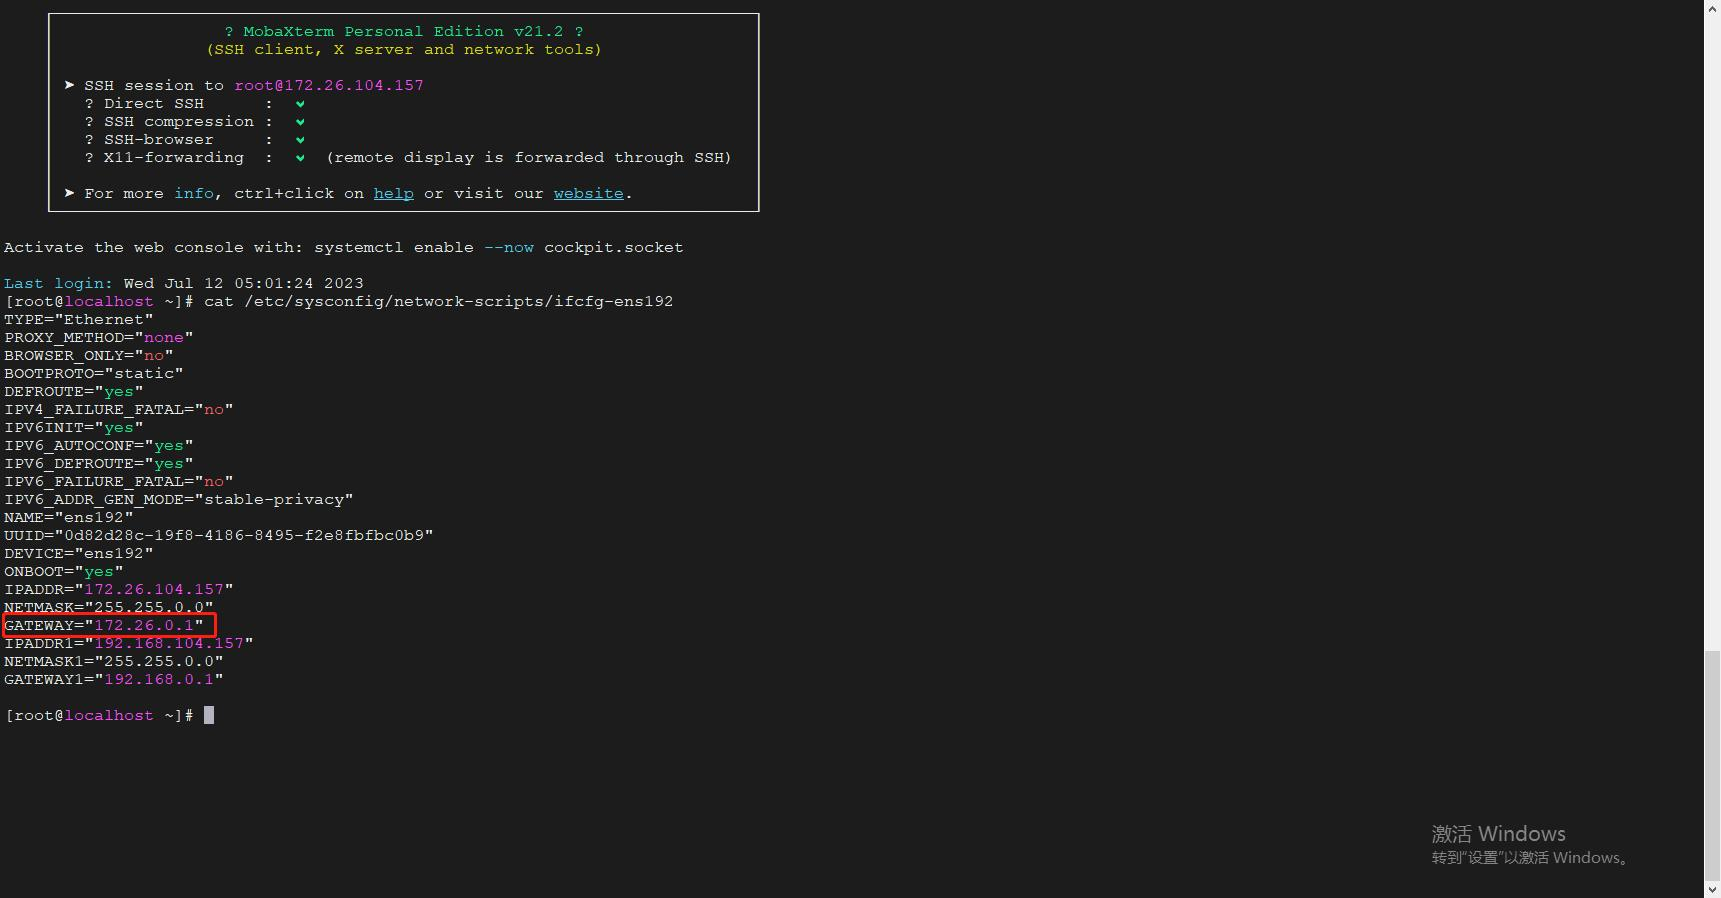 ? MobaXterm Personal Edition v21.2 ?
(SSH client, X server and network tools)
➤ SSH session to root@172.26.104.157
? Direct SSH : ✔
? SSH compression : ✔
? SSH-browser : ✔
? X11-forwarding : ✔ (remote display is forwarded through SSH)
➤ For more info, ctrl+click on help or visit our website.
Activate the web console with: systemctl enable --now cockpit.socket
Last login: Wed Jul 12 05:01:24 2023
[root@localhost ~]# cat /etc/sysconfig/network-scripts/ifcfg-ens192
TYPE="Ethernet"
PROXY_METHOD="none"
BROWSER_ONLY="no"
BOOTPROTO="static"
DEFROUTE="yes"
IPV4_FAILURE_FATAL="no"
IPV6INIT="yes"
IPV6_AUTOCONF="yes"
IPV6_DEFROUTE="yes"
IPV6_FAILURE_FATAL="no"
IPV6_ADDR_GEN_MODE="stable-privacy"
NAME="ens192"
UUID="0d82d28c-19f8-4186-8495-f2e8fbfbc0b9"
DEVICE="ens192"
ONBOOT="yes"
IPADDR="172.26.104.157"
NETMASK="255.255.0.0"
GATEWAY="172.26.0.1"
IPADDR1="192.168.104.157"
NETMASK1="255.255.0.0"
GATEWAY1="192.168.0.1"
[root@localhost ~]#
激活 Windows
转到“设置”以激活 Windows。